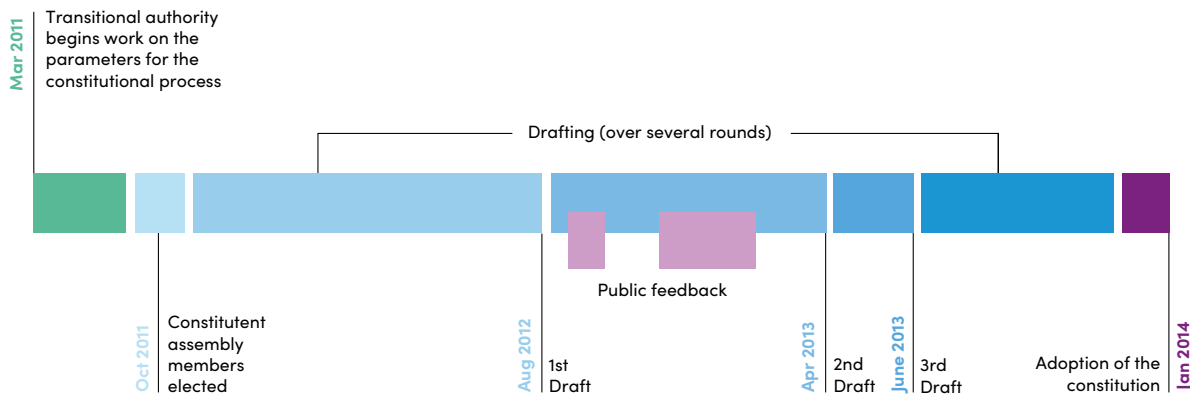 Mar 2011
Transitional authority
begins work on the
parameters for the
constitutional process
Drafting (over several rounds)
Public feedback
Oct 2011
Constitutent
assembly
members
elected
Aug 2012
1st
Draft
Apr 2013
2nd
Draft
June 2013
3rd
Draft
Adoption of the
constitution
Jan 2014